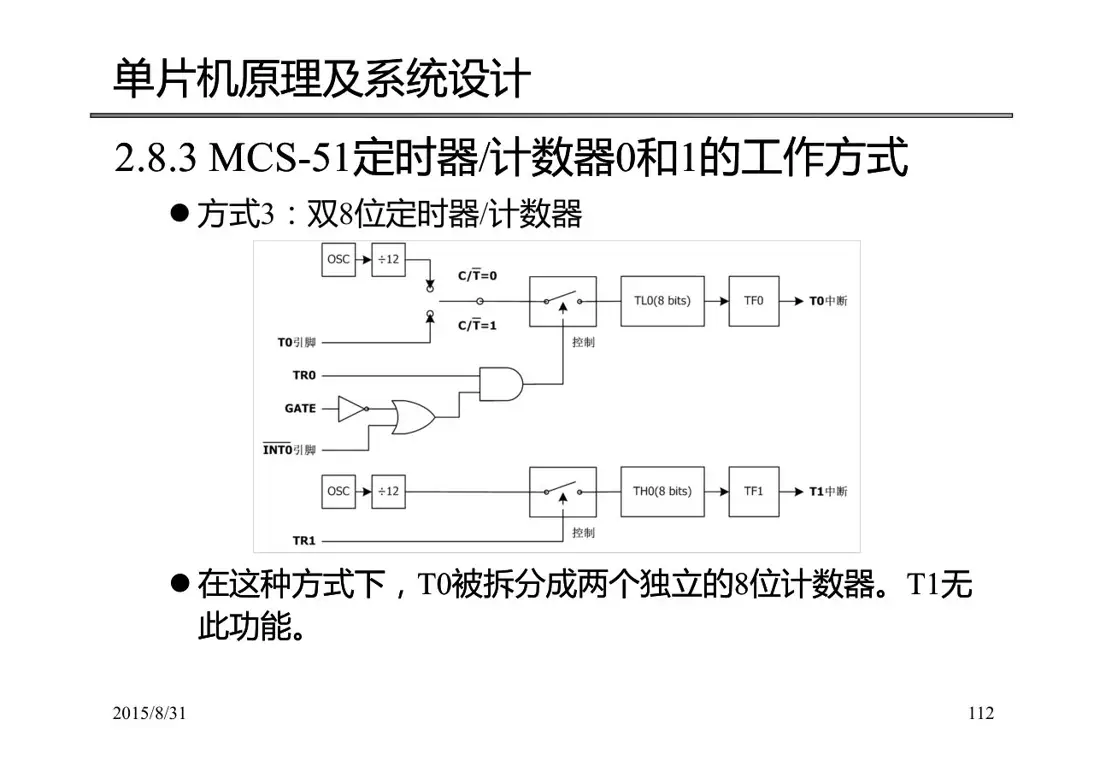 单片机原理及系统设计
2.8.3 MCS-51定时器/计数器0和1的工作方式
●方式3：双8位定时器/计数器
OSC
÷12
C/T̅=0
TL0(8 bits)
TF0
T0中断
C/T̅=1
T0引脚
控制
TR0
GATE
I̅N̅T̅0̅引脚
OSC
÷12
TH0(8 bits)
TF1
T1中断
控制
TR1
●在这种方式下，T0被拆分成两个独立的8位计数器。T1无
此功能。
2015/8/31
112